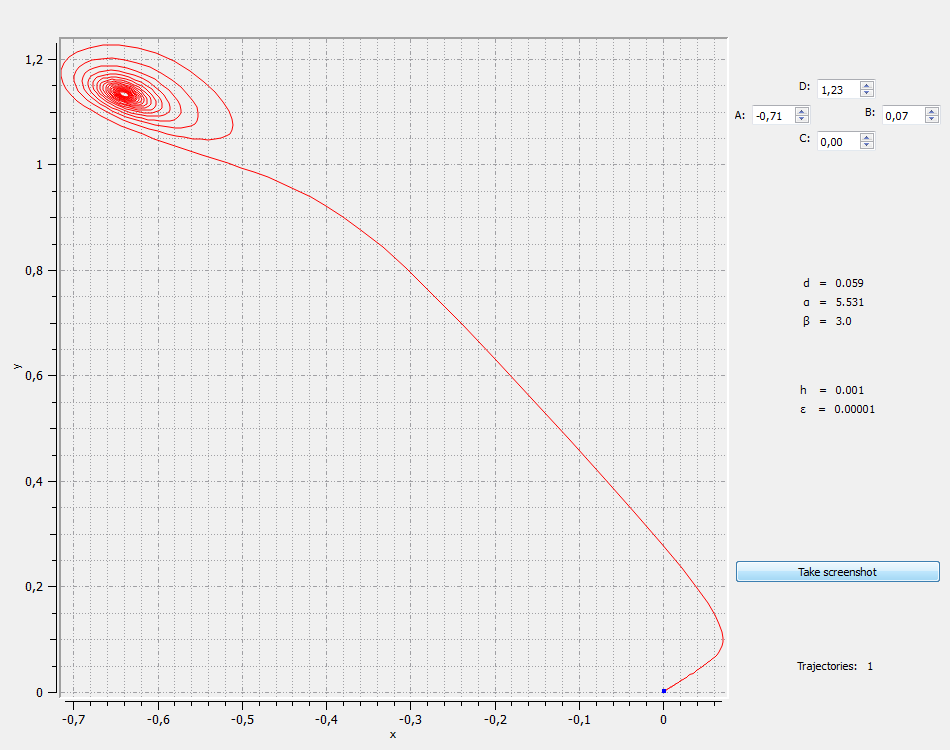 1,2
1
0,8
0,6
0,4
0,2
0
y
-0,7 -0,6 -0,5 -0,4 -0,3 -0,2 -0,1 0
x
D: 1,23
A: -0,71 B: 0,07
C: 0,00
d = 0.059
α = 5.531
β = 3.0
h = 0.001
ε = 0.00001
Take screenshot
Trajectories: 1